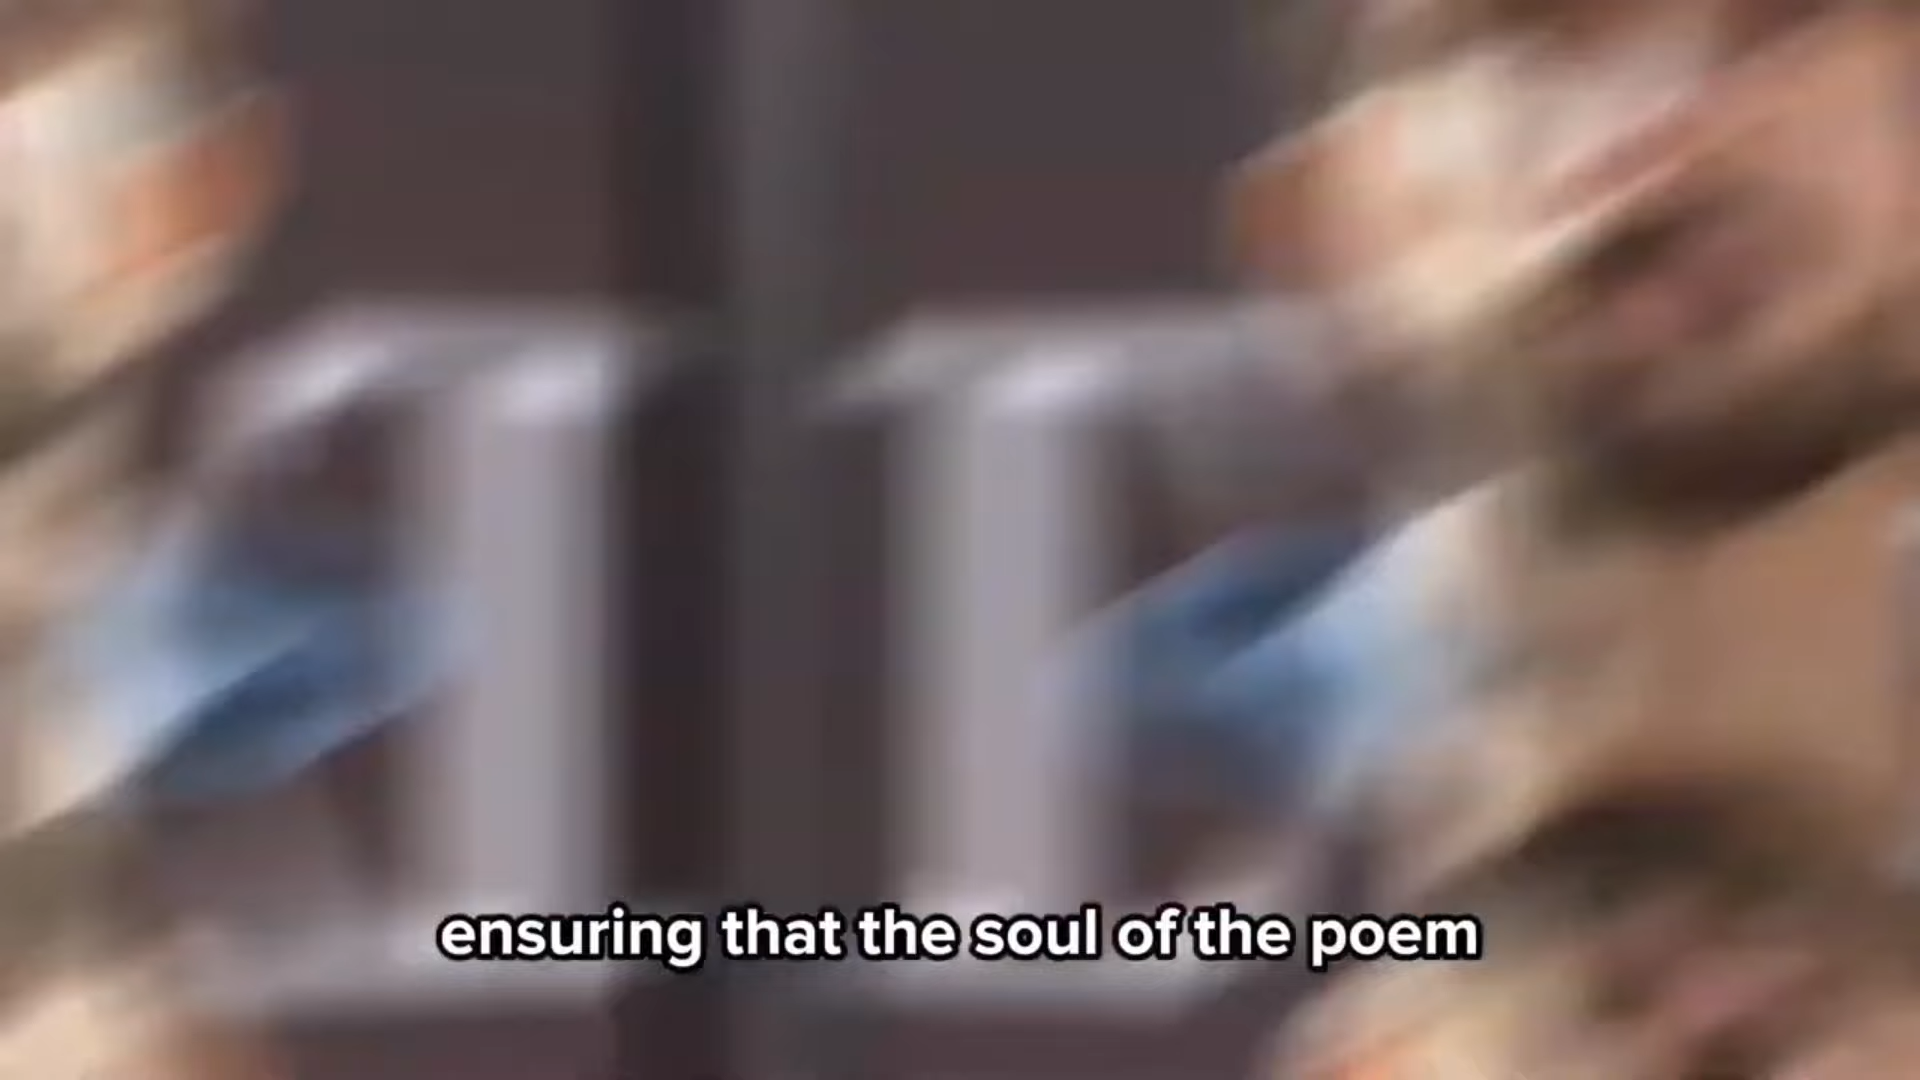 ensuring that the soul of the poem